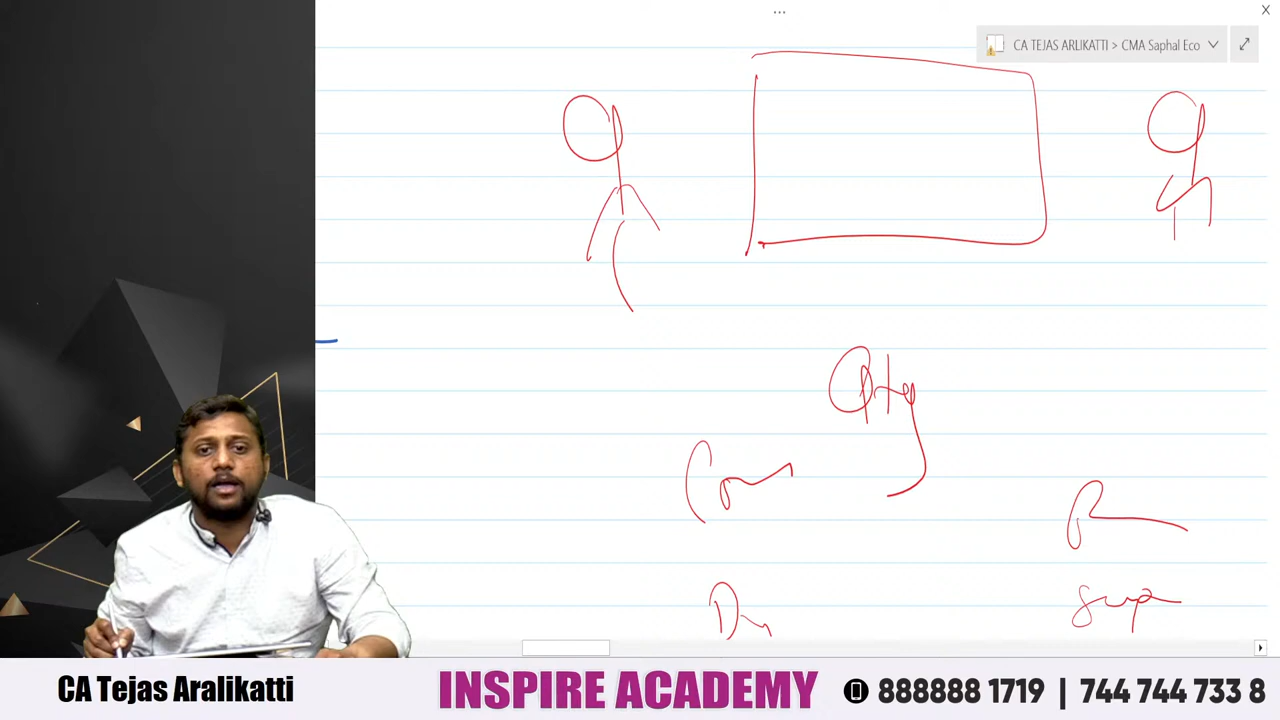 ...
X
CA TEJAS ARLIKATTI > CMA Saphal Eco
Qty
Con
Sup
CA Tejas Aralikatti
INSPIRE ACADEMY
888888 1719 | 744 744 733 8